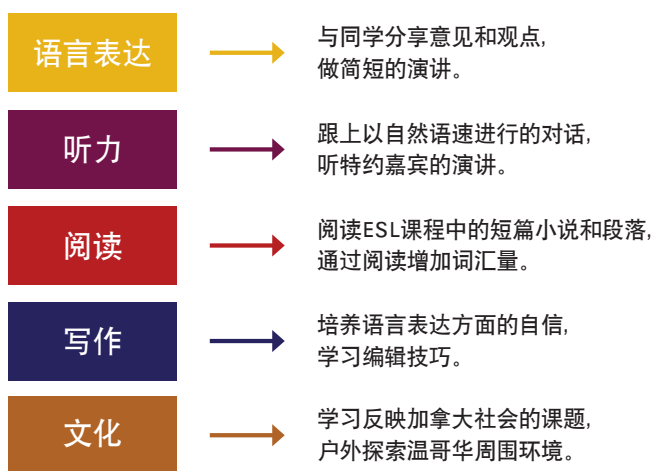 语言表达
与同学分享意见和观点,
做简短的演讲。
听力
跟上以自然语速进行的对话,
听特约嘉宾的演讲。
阅读
阅读ESL课程中的短篇小说和段落,
通过阅读增加词汇量。
写作
培养语言表达方面的自信,
学习编辑技巧。
文化
学习反映加拿大社会的课题,
户外探索温哥华周围环境。